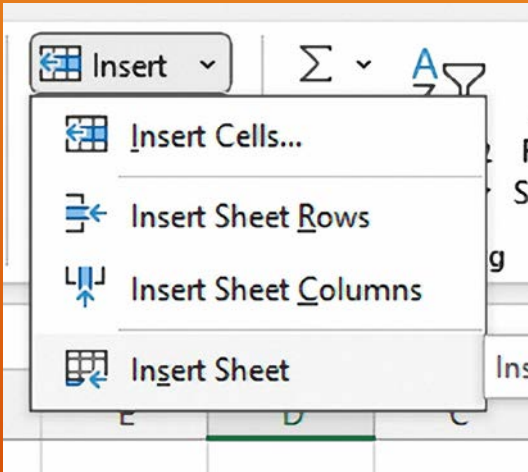 Insert
Insert Cells...
Insert Sheet Rows
Insert Sheet Columns
Insert Sheet
E D C